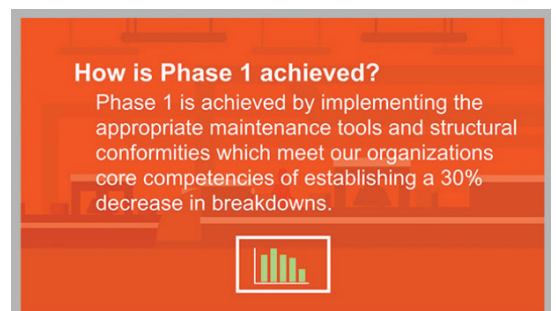 How is Phase 1 achieved?
Phase 1 is achieved by implementing the
appropriate maintenance tools and structural
conformities which meet our organizations
core competencies of establishing a 30%
decrease in breakdowns.